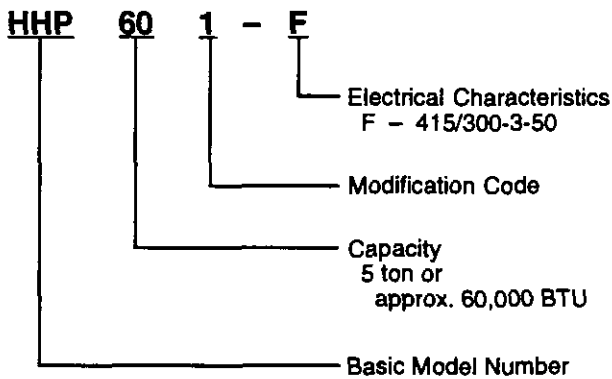 HHP 60 1 – F
Electrical Characteristics
F – 415/300-3-50
Modification Code
Capacity
5 ton or
approx. 60,000 BTU
Basic Model Number